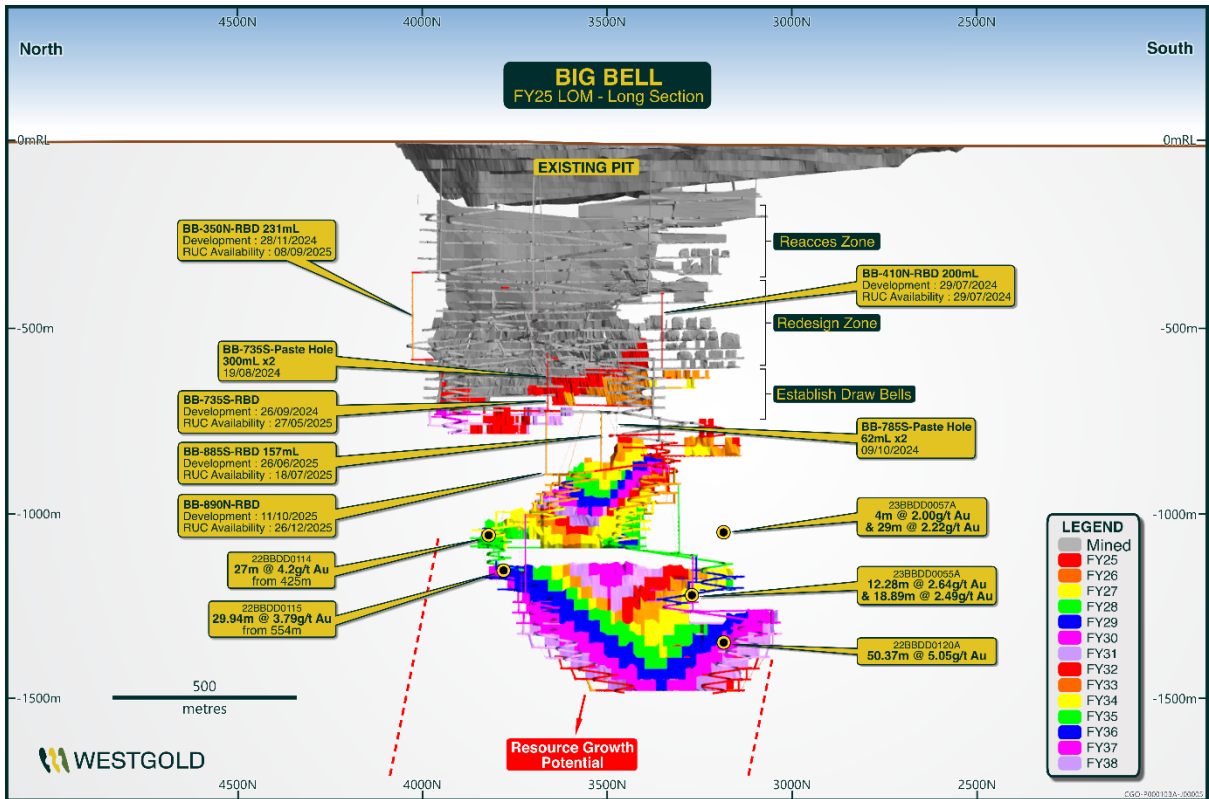 4500N 4000N 3500N 3000N 2500N
North
South
BIG BELL
FY25 LOM - Long Section
0mRL
0mRL
EXISTING PIT
BB-350N-RBD 231mL
Development : 28/11/2024
RUC Availability : 08/09/2025
Reacces Zone
BB-410N-RBD 200mL
Development : 29/07/2024
RUC Availability : 29/07/2024
-500m
-500m
Redesign Zone
BB-735S-Paste Hole
300mL x2
19/08/2024
Establish Draw Bells
BB-735S-RBD
Development : 26/09/2024
RUC Availability : 27/05/2025
BB-785S-Paste Hole
62mL x2
09/10/2024
BB-885S-RBD 157mL
Development : 26/06/2025
RUC Availability : 18/07/2025
BB-890N-RBD
Development : 11/10/2025
RUC Availability : 26/12/2025
-1000m
-1000m
23BBDD0057A
4m @ 2.00g/t Au
& 29m @ 2.22g/t Au
22BBDD0114
27m @ 4.2g/t Au
from 425m
23BBDD0055A
12.28m @ 2.64g/t Au
& 18.89m @ 2.49g/t Au
22BBDD0115
29.94m @ 3.79g/t Au
from 554m
22BBDD0120A
50.37m @ 5.05g/t Au
LEGEND
Mined
FY25
FY26
FY27
FY28
FY29
FY30
FY31
FY32
FY33
FY34
FY35
FY36
FY37
FY38
-1500m
-1500m
500
metres
Resource Growth
Potential
WESTGOLD
4500N 4000N 3500N 3000N 2500N